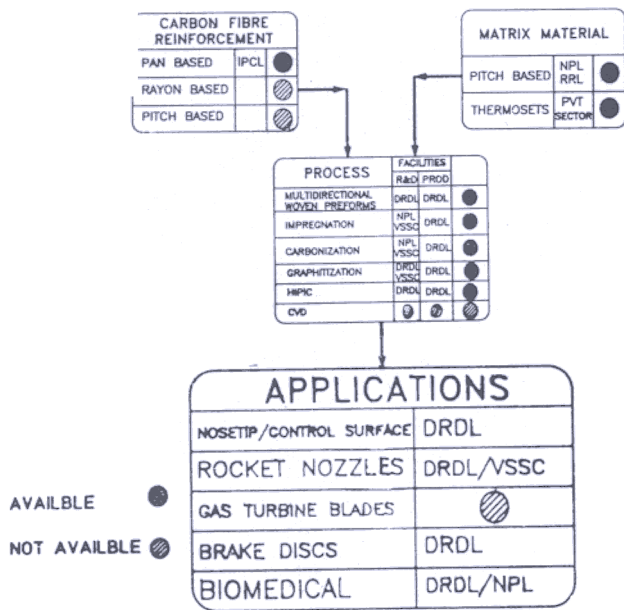 CARBON FIBRE
REINFORCEMENT
PAN BASED IPCL
RAYON BASED
PITCH BASED
MATRIX MATERIAL
PITCH BASED NPL RRL
THERMOSETS PVT SECTOR
PROCESS FACILITIES
R&D PROD
MULTIDIRECTIONAL
WOVEN PREFORMS DRDL DRDL
IMPREGNATION NPL VSSC DRDL
CARBONIZATION NPL VSSC DRDL
GRAPHITIZATION DRDL VSSC DRDL
HIPIC DRDL DRDL
CVD
APPLICATIONS
NOSETIP/CONTROL SURFACE DRDL
ROCKET NOZZLES DRDL/VSSC
GAS TURBINE BLADES
BRAKE DISCS DRDL
BIOMEDICAL DRDL/NPL
AVAILBLE
NOT AVAILBLE